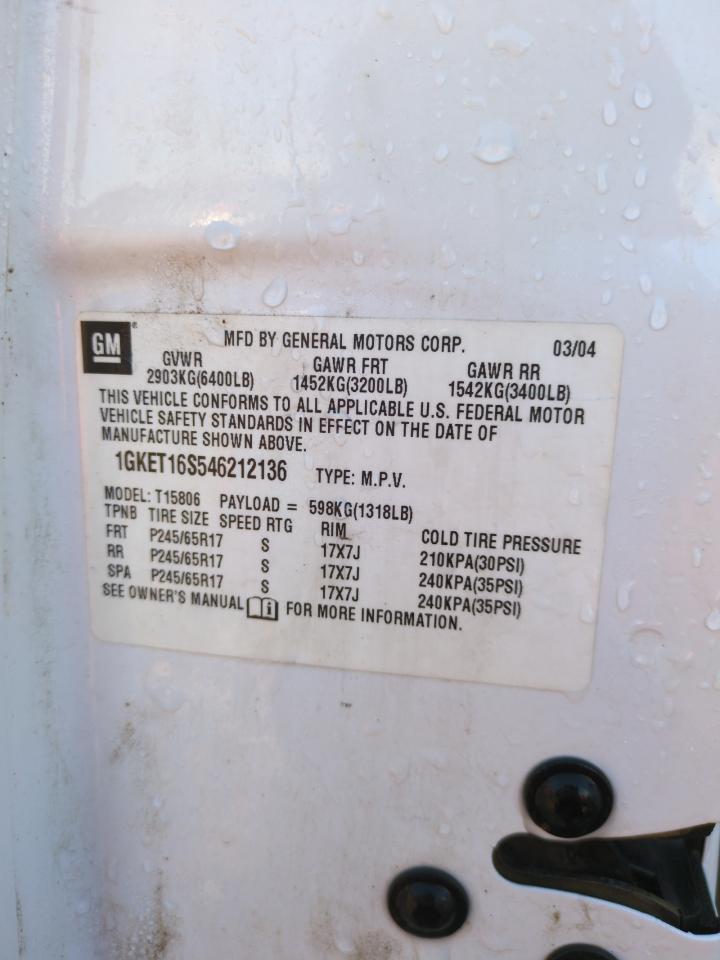 GM ®
MFD BY GENERAL MOTORS CORP. 03/04
GVWR GAWR FRT GAWR RR
2903KG(6400LB) 1452KG(3200LB) 1542KG(3400LB)
THIS VEHICLE CONFORMS TO ALL APPLICABLE U.S. FEDERAL MOTOR
VEHICLE SAFETY STANDARDS IN EFFECT ON THE DATE OF
MANUFACTURE SHOWN ABOVE.
1GKET16S546212136 TYPE: M.P.V.
MODEL: T15806 PAYLOAD = 598KG(1318LB)
TPNB TIRE SIZE SPEED RTG RIM COLD TIRE PRESSURE
FRT P245/65R17 S 17X7J 210KPA(30PSI)
RR P245/65R17 S 17X7J 240KPA(35PSI)
SPA P245/65R17 S 17X7J 240KPA(35PSI)
SEE OWNER'S MANUAL i FOR MORE INFORMATION.